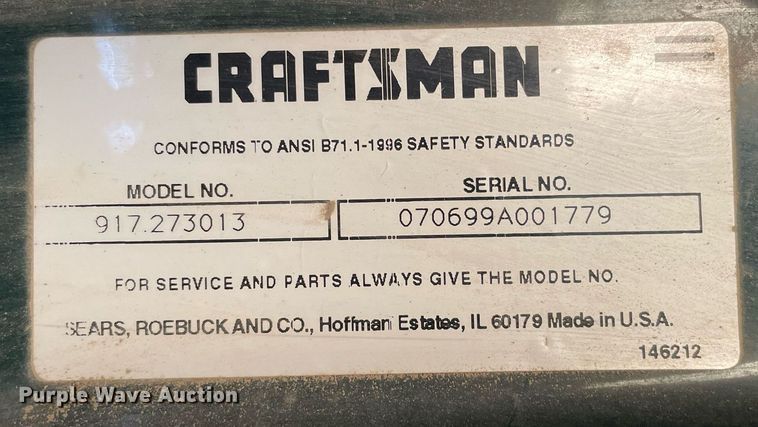 CRAFTSMAN
CONFORMS TO ANSI B71.1-1996 SAFETY STANDARDS
MODEL NO.
SERIAL NO.
917.273013
070699A001779
FOR SERVICE AND PARTS ALWAYS GIVE THE MODEL NO.
SEARS, ROEBUCK AND CO., Hoffman Estates, IL 60179 Made in U.S.A.
146212
Purple Wave Auction